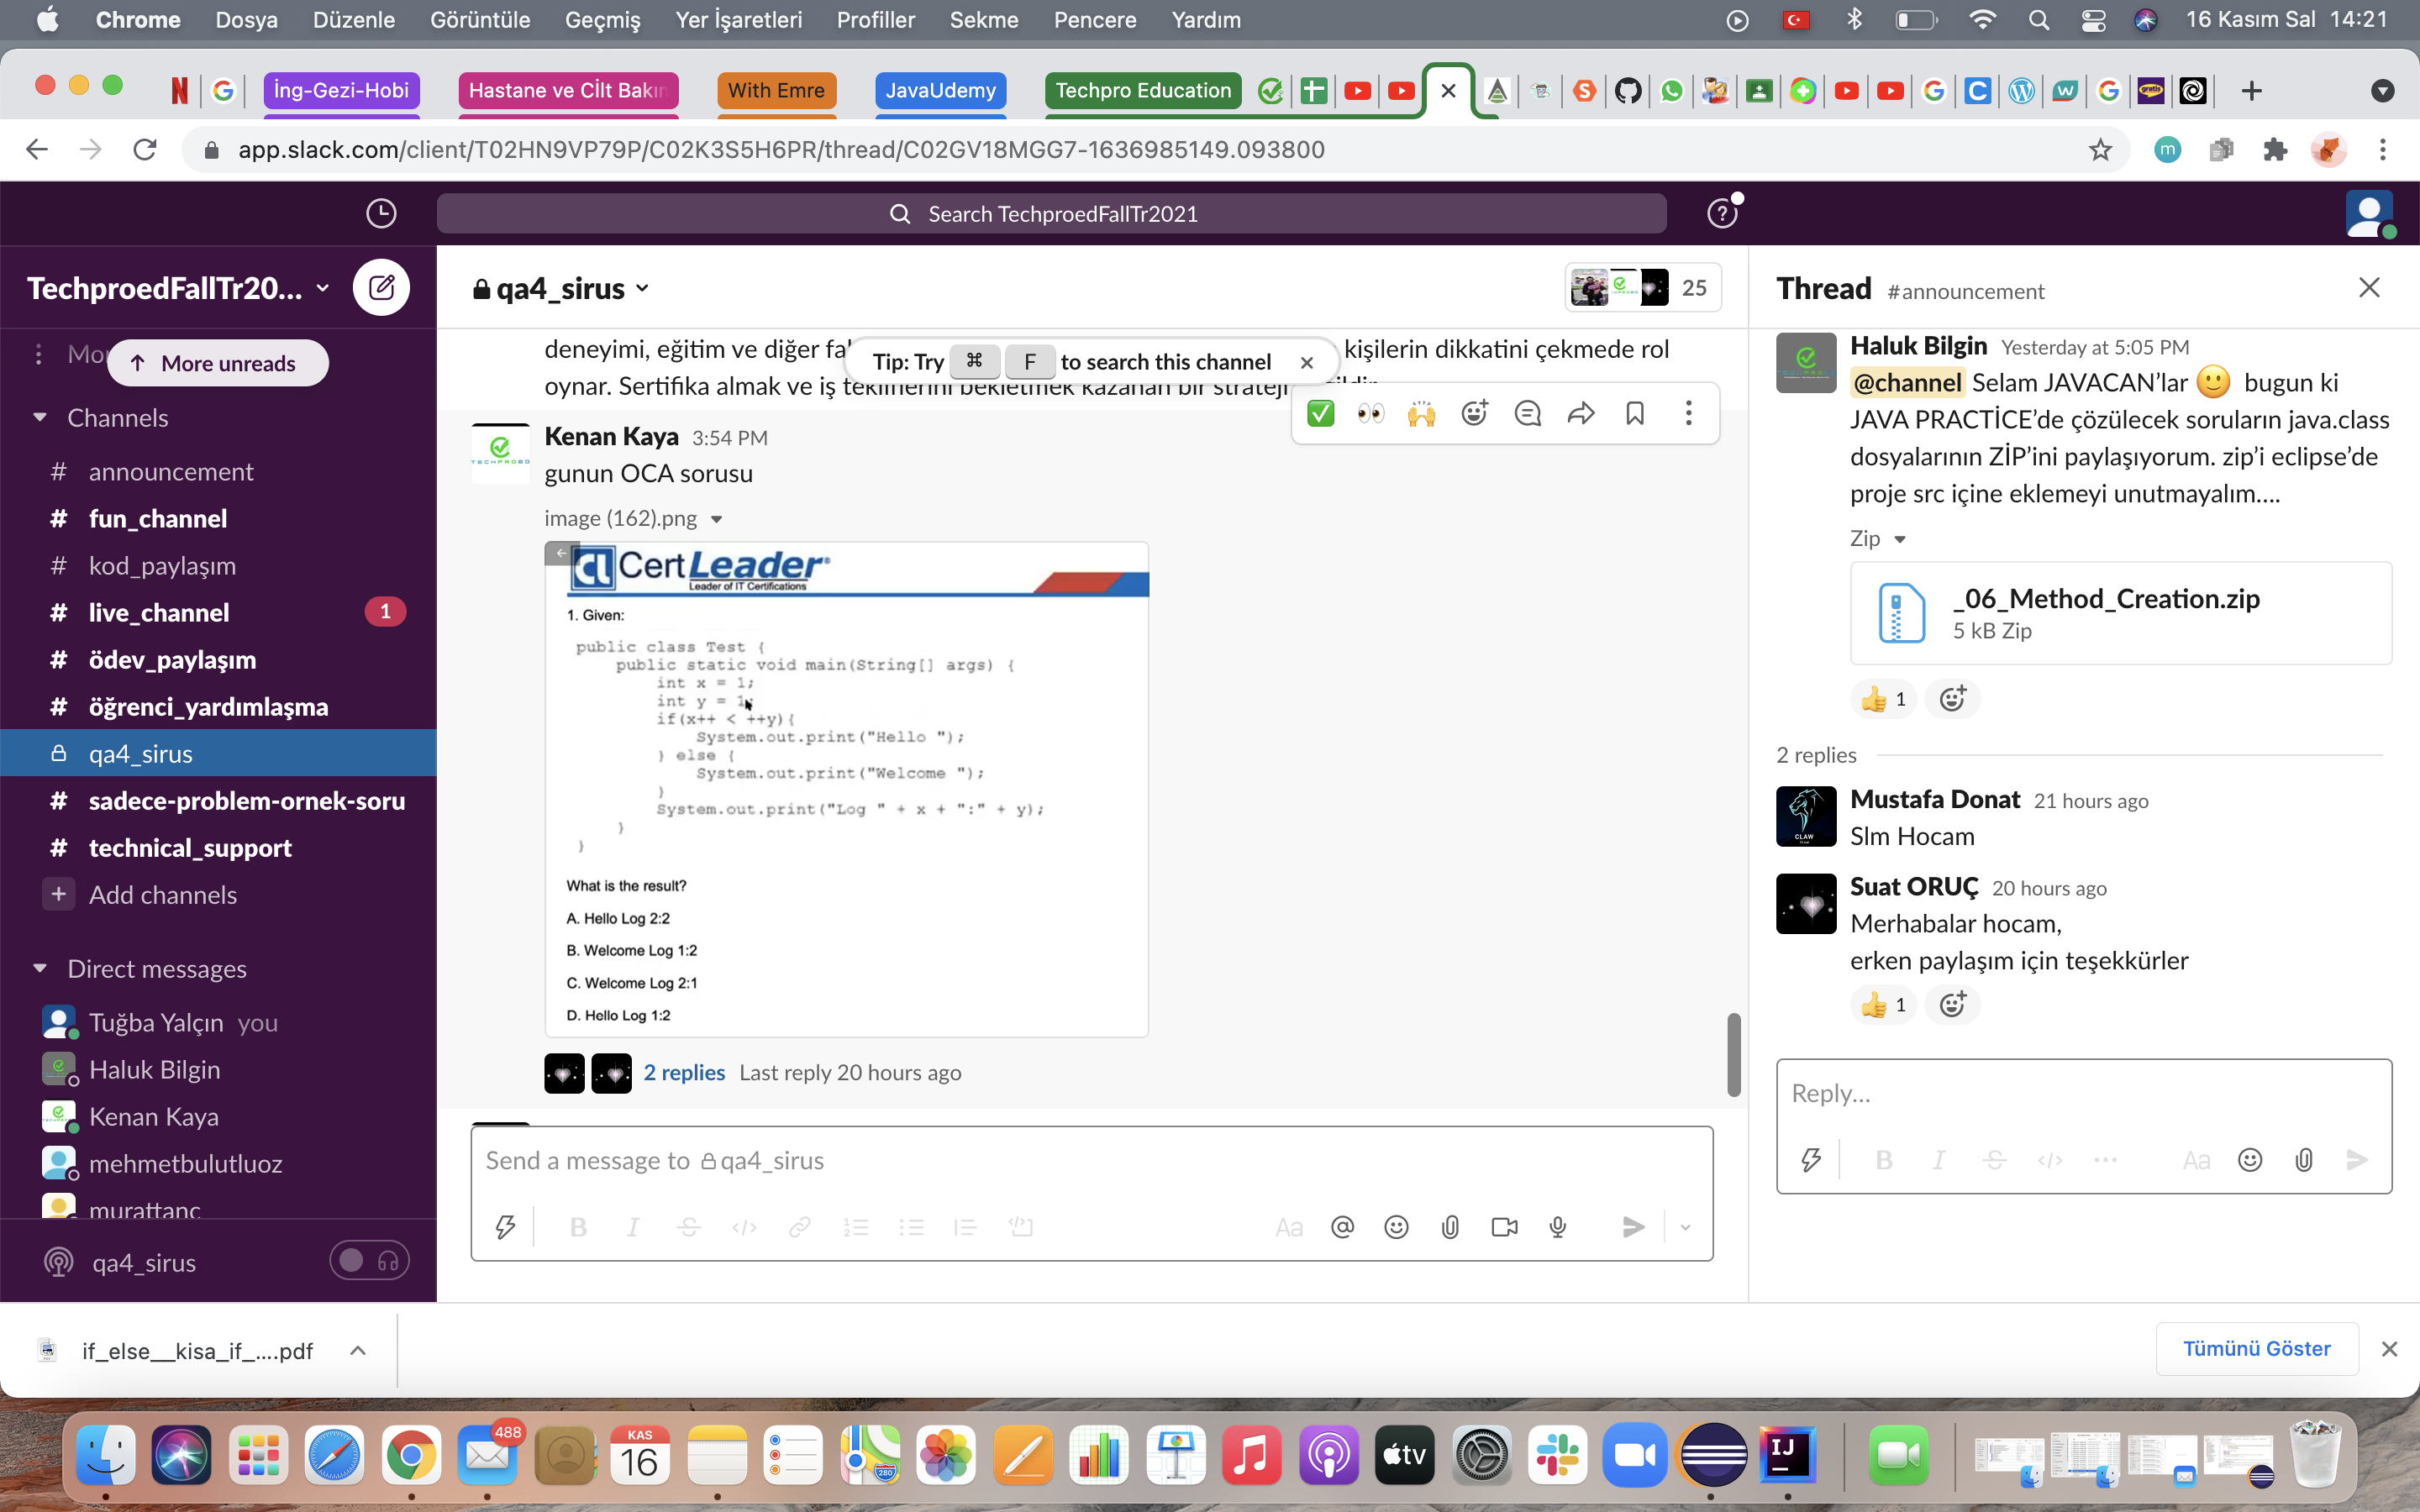 Chrome Dosya Düzenle Görüntüle Geçmiş Yer İşaretleri Profiller Sekme Pencere Yardım 16 Kasım Sal 14:21
İng-Gezi-Hobi Hastane ve Cİlt Bakı With Emre JavaUdemy Techpro Education
app.slack.com/client/T02HN9VP79P/C02K3S5H6PR/thread/C02GV18MGG7-1636985149.093800
Search TechproedFallTr2021
TechproedFallTr20...
More unreads
Channels
# announcement
# fun_channel
# kod_paylaşım
# live_channel 1
# ödev_paylaşım
# öğrenci_yardımlaşma
qa4_sirus
# sadece-problem-ornek-soru
# technical_support
+ Add channels
Direct messages
Tuğba Yalçın you
Haluk Bilgin
Kenan Kaya
mehmetbulutluoz
murattanc
qa4_sirus
qa4_sirus
25
deneyimi, eğitim ve diğer kişilerin dikkatini çekmede rol
oynar. Sertifika almak ve iş tekliflerini bekletmek kazanan bir strateji
Tip: Try ⌘ F to search this channel
Kenan Kaya 3:54 PM
gunun OCA sorusu
image (162).png
CL CertLeader
Leader of IT Certifications
1. Given:
public class Test {
public static void main(String[] args) {
int x = 1;
int y = 1;
if(x++ < ++y){
System.out.print("Hello ");
} else {
System.out.print("Welcome ");
}
System.out.print("Log " + x + ":" + y);
}
}
What is the result?
A. Hello Log 2:2
B. Welcome Log 1:2
C. Welcome Log 2:1
D. Hello Log 1:2
2 replies Last reply 20 hours ago
Send a message to qa4_sirus
Thread #announcement
Haluk Bilgin Yesterday at 5:05 PM
@channel Selam JAVACAN'lar 🙂 bugun ki
JAVA PRACTİCE'de çözülecek soruların java.class
dosyalarının ZİP'ini paylaşıyorum. zip'i eclipse'de
proje src içine eklemeyi unutmayalım....
Zip
_06_Method_Creation.zip
5 kB Zip
1
2 replies
Mustafa Donat 21 hours ago
Slm Hocam
Suat ORUÇ 20 hours ago
Merhabalar hocam,
erken paylaşım için teşekkürler
1
Reply...
if_else__kisa_if_....pdf
Tümünü Göster
488
KAS
16
280
tv
IJ